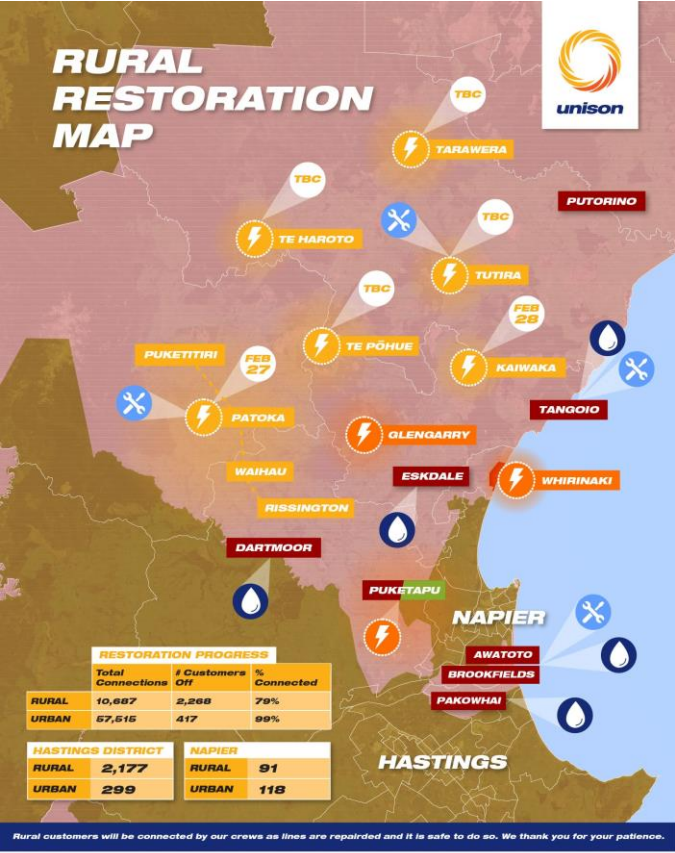 RURAL
RESTORATION
MAP
unison
TBC
TARAWERA
PUTORINO
TBC
TE HAROTO
TBC
TUTIRA
TBC
TE PŌHUE
FEB
28
KAIWAKA
PUKETITIRI
FEB
27
PATOKA
TANGOIO
GLENGARRY
WAIHAU
ESKDALE
WHIRINAKI
RISSINGTON
DARTMOOR
PUKETAPU
NAPIER
AWATOTO
BROOKFIELDS
PAKOWHAI
HASTINGS
RESTORATION PROGRESS
Total Connections # Customers Off % Connected
RURAL 10,687 2,268 79%
URBAN 57,515 417 99%
HASTINGS DISTRICT
RURAL 2,177
URBAN 299
NAPIER
RURAL 91
URBAN 118
Rural customers will be connected by our crews as lines are repairded and it is safe to do so. We thank you for your patience.